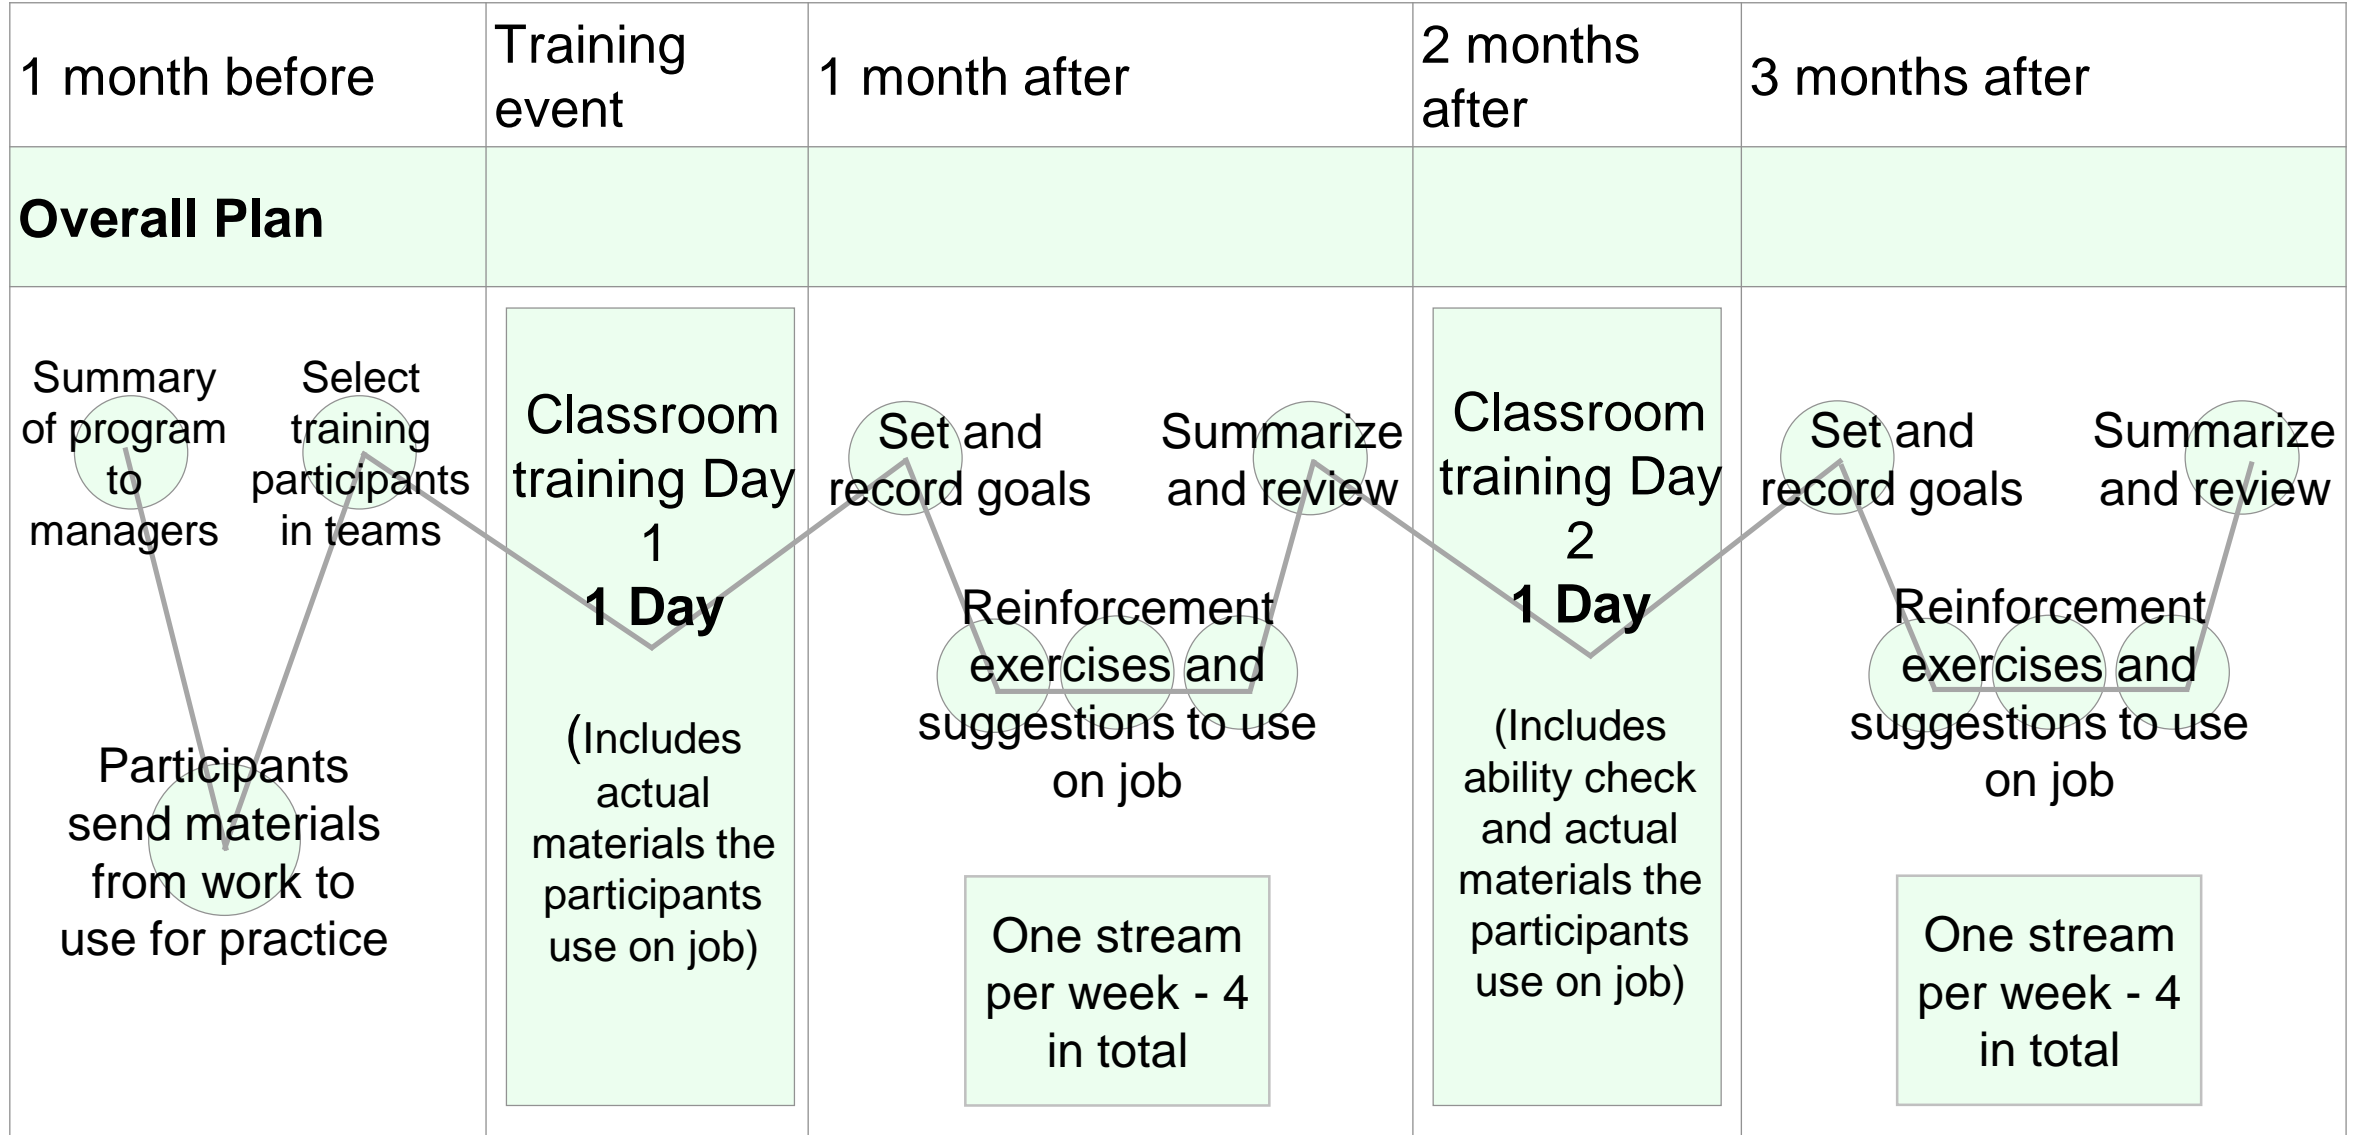 1 month before
Training
event
1 month after
2 months
after
3 months after
Overall Plan
Summary
of program
to
managers
Select
training
participants
in teams
Participants
send materials
from work to
use for practice
Classroom
training Day
1
1 Day
(Includes
actual
materials the
participants
use on job)
Set and
record goals
Summarize
and review
Reinforcement
exercises and
suggestions to use
on job
One stream
per week - 4
in total
Classroom
training Day
2
1 Day
(Includes
ability check
and actual
materials the
participants
use on job)
Set and
record goals
Summarize
and review
Reinforcement
exercises and
suggestions to use
on job
One stream
per week - 4
in total